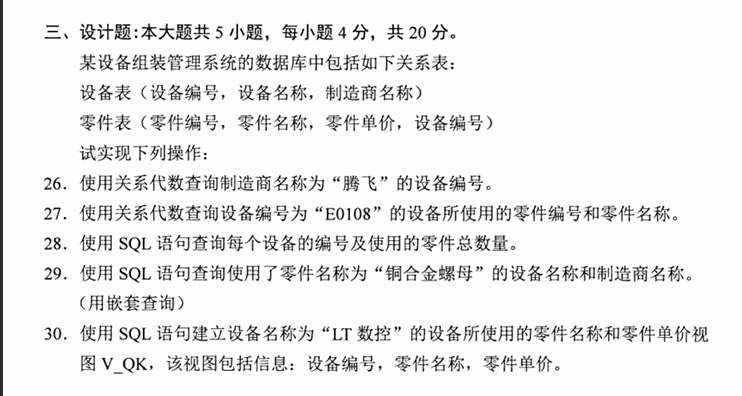 三、设计题：本大题共 5 小题，每小题 4 分，共 20 分。
某设备组装管理系统的数据库中包括如下关系表：
设备表（设备编号，设备名称，制造商名称）
零件表（零件编号，零件名称，零件单价，设备编号）
试实现下列操作：
26．使用关系代数查询制造商名称为“腾飞”的设备编号。
27．使用关系代数查询设备编号为“E0108”的设备所使用的零件编号和零件名称。
28．使用 SQL 语句查询每个设备的编号及使用的零件总数量。
29．使用 SQL 语句查询使用了零件名称为“铜合金螺母”的设备名称和制造商名称。
（用嵌套查询）
30．使用 SQL 语句建立设备名称为“LT 数控”的设备所使用的零件名称和零件单价视
图 V_QK，该视图包括信息：设备编号，零件名称，零件单价。